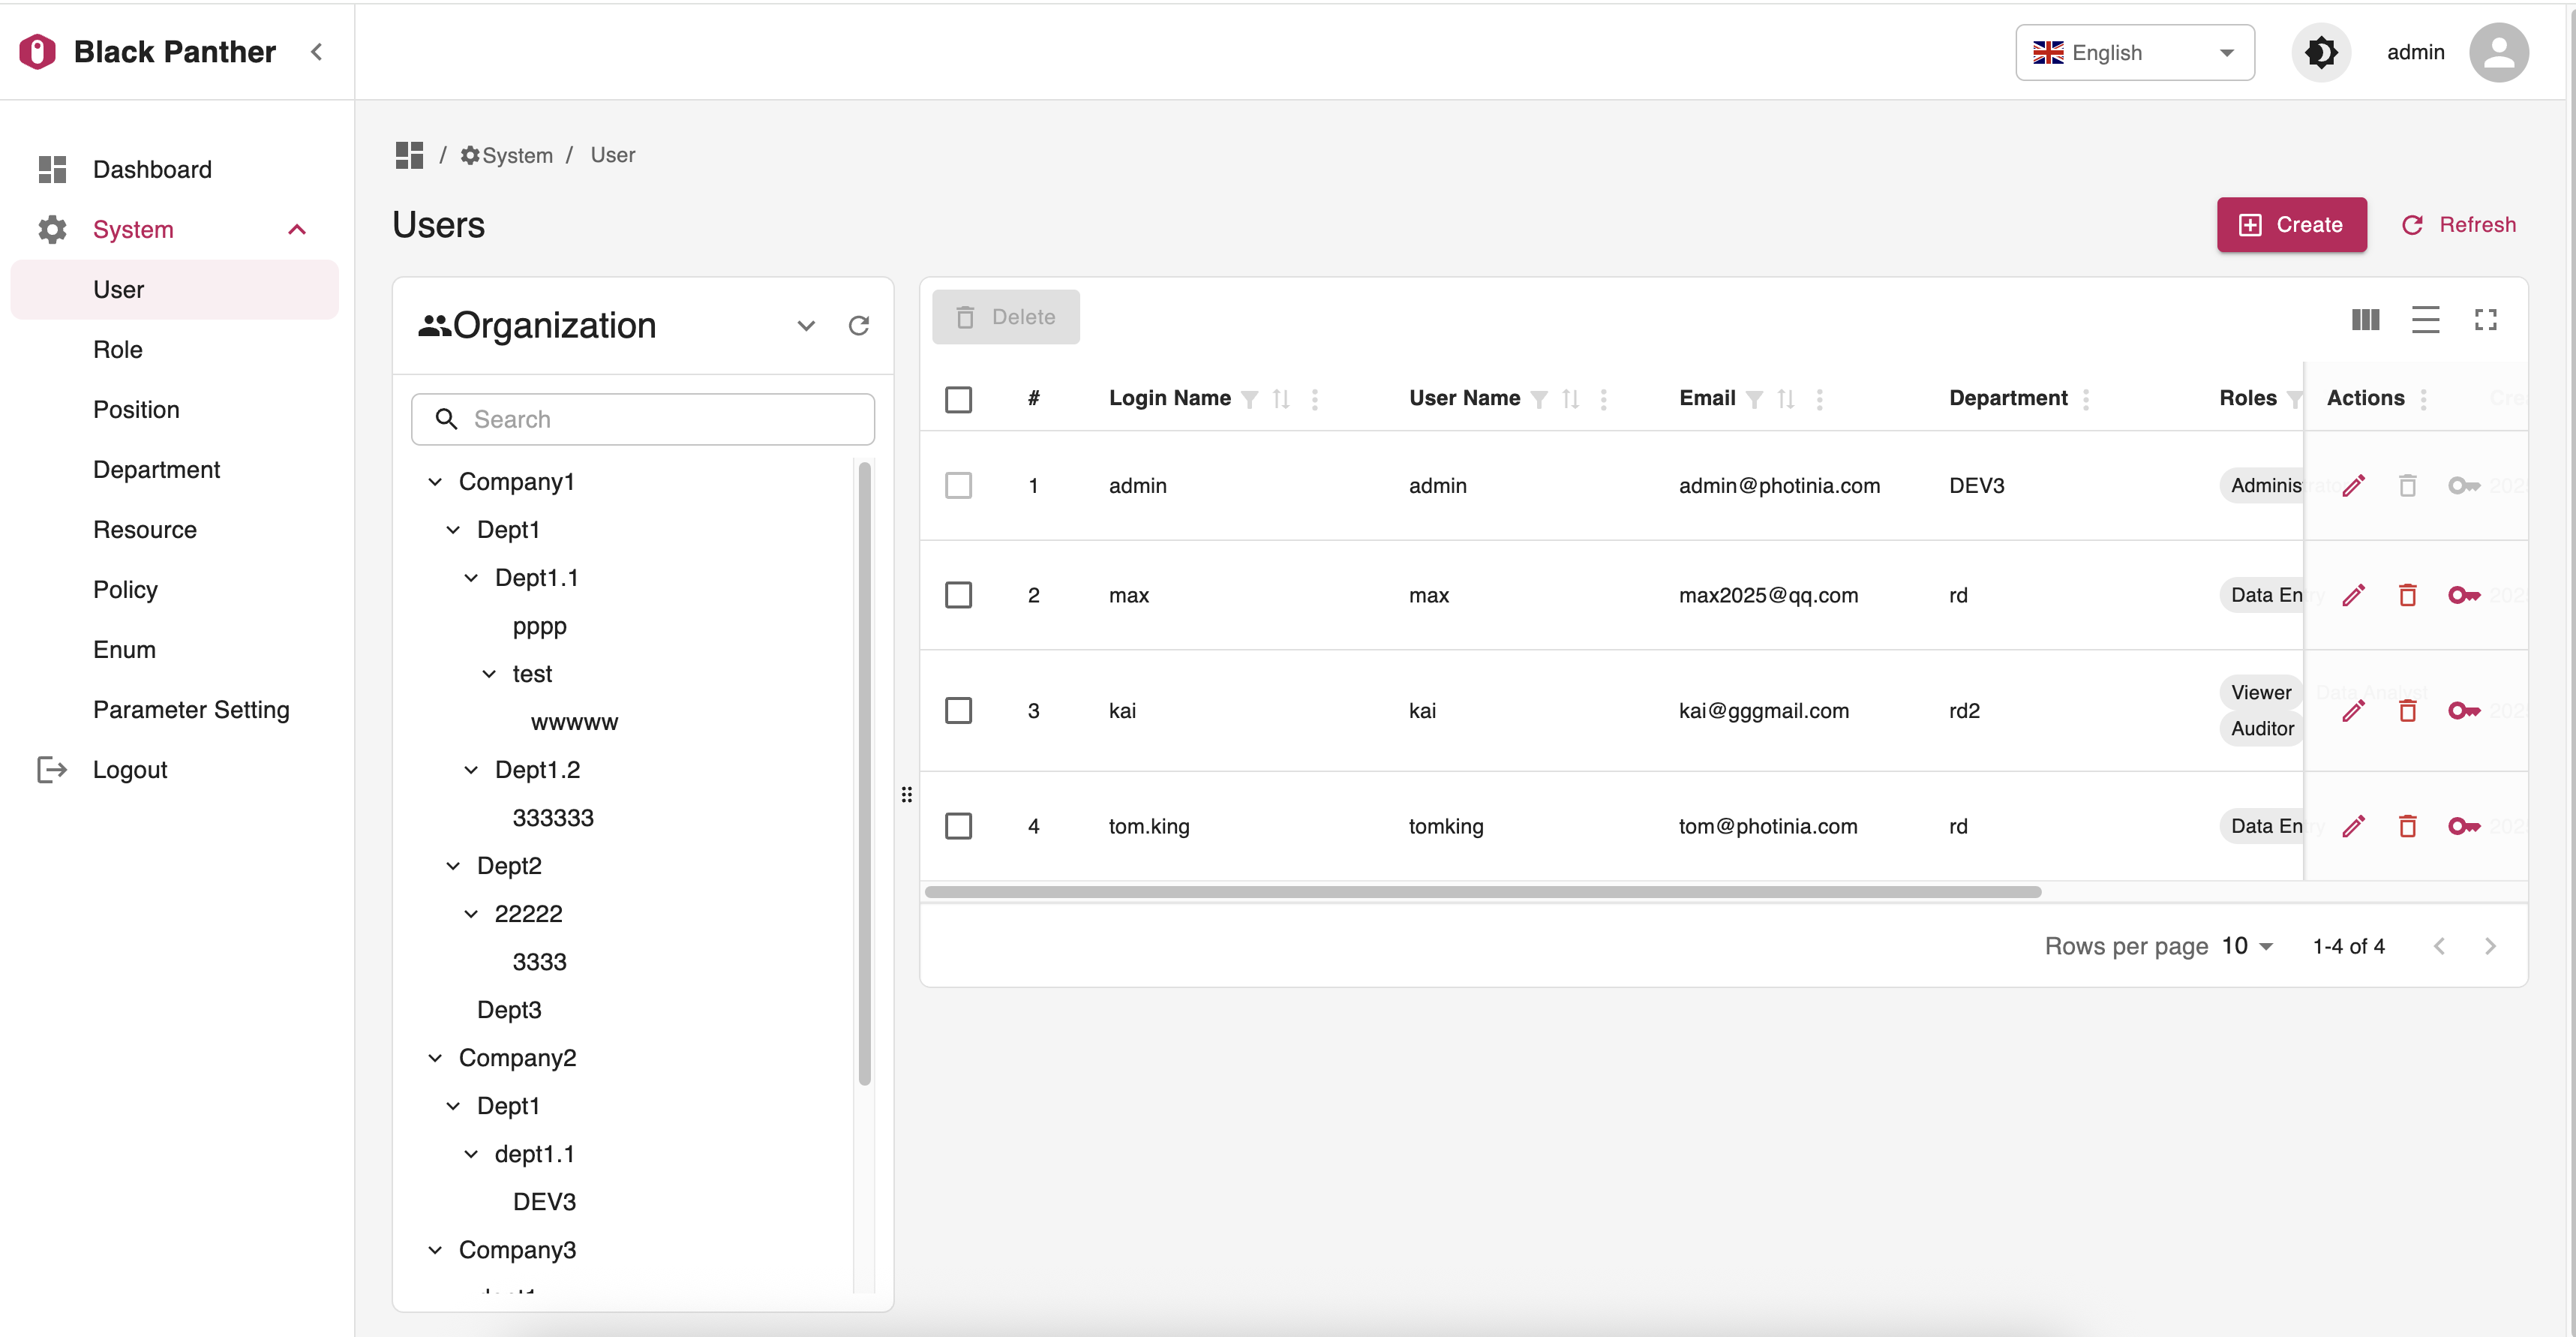 Black Panther
English
admin
Dashboard
System
User
Role
Position
Department
Resource
Policy
Enum
Parameter Setting
Logout
/ System / User
Users
Create
Refresh
Organization
Search
Company1
Dept1
Dept1.1
pppp
test
wwwww
Dept1.2
333333
Dept2
22222
3333
Dept3
Company2
Dept1
dept1.1
DEV3
Company3
Delete
# Login Name User Name Email Department Roles Actions
1 admin admin admin@photinia.com DEV3 Adminis
2 max max max2025@qq.com rd Data En
3 kai kai kai@gggmail.com rd2 Viewer Data Analyst
Auditor
4 tom.king tomking tom@photinia.com rd Data En
Rows per page 10 1-4 of 4